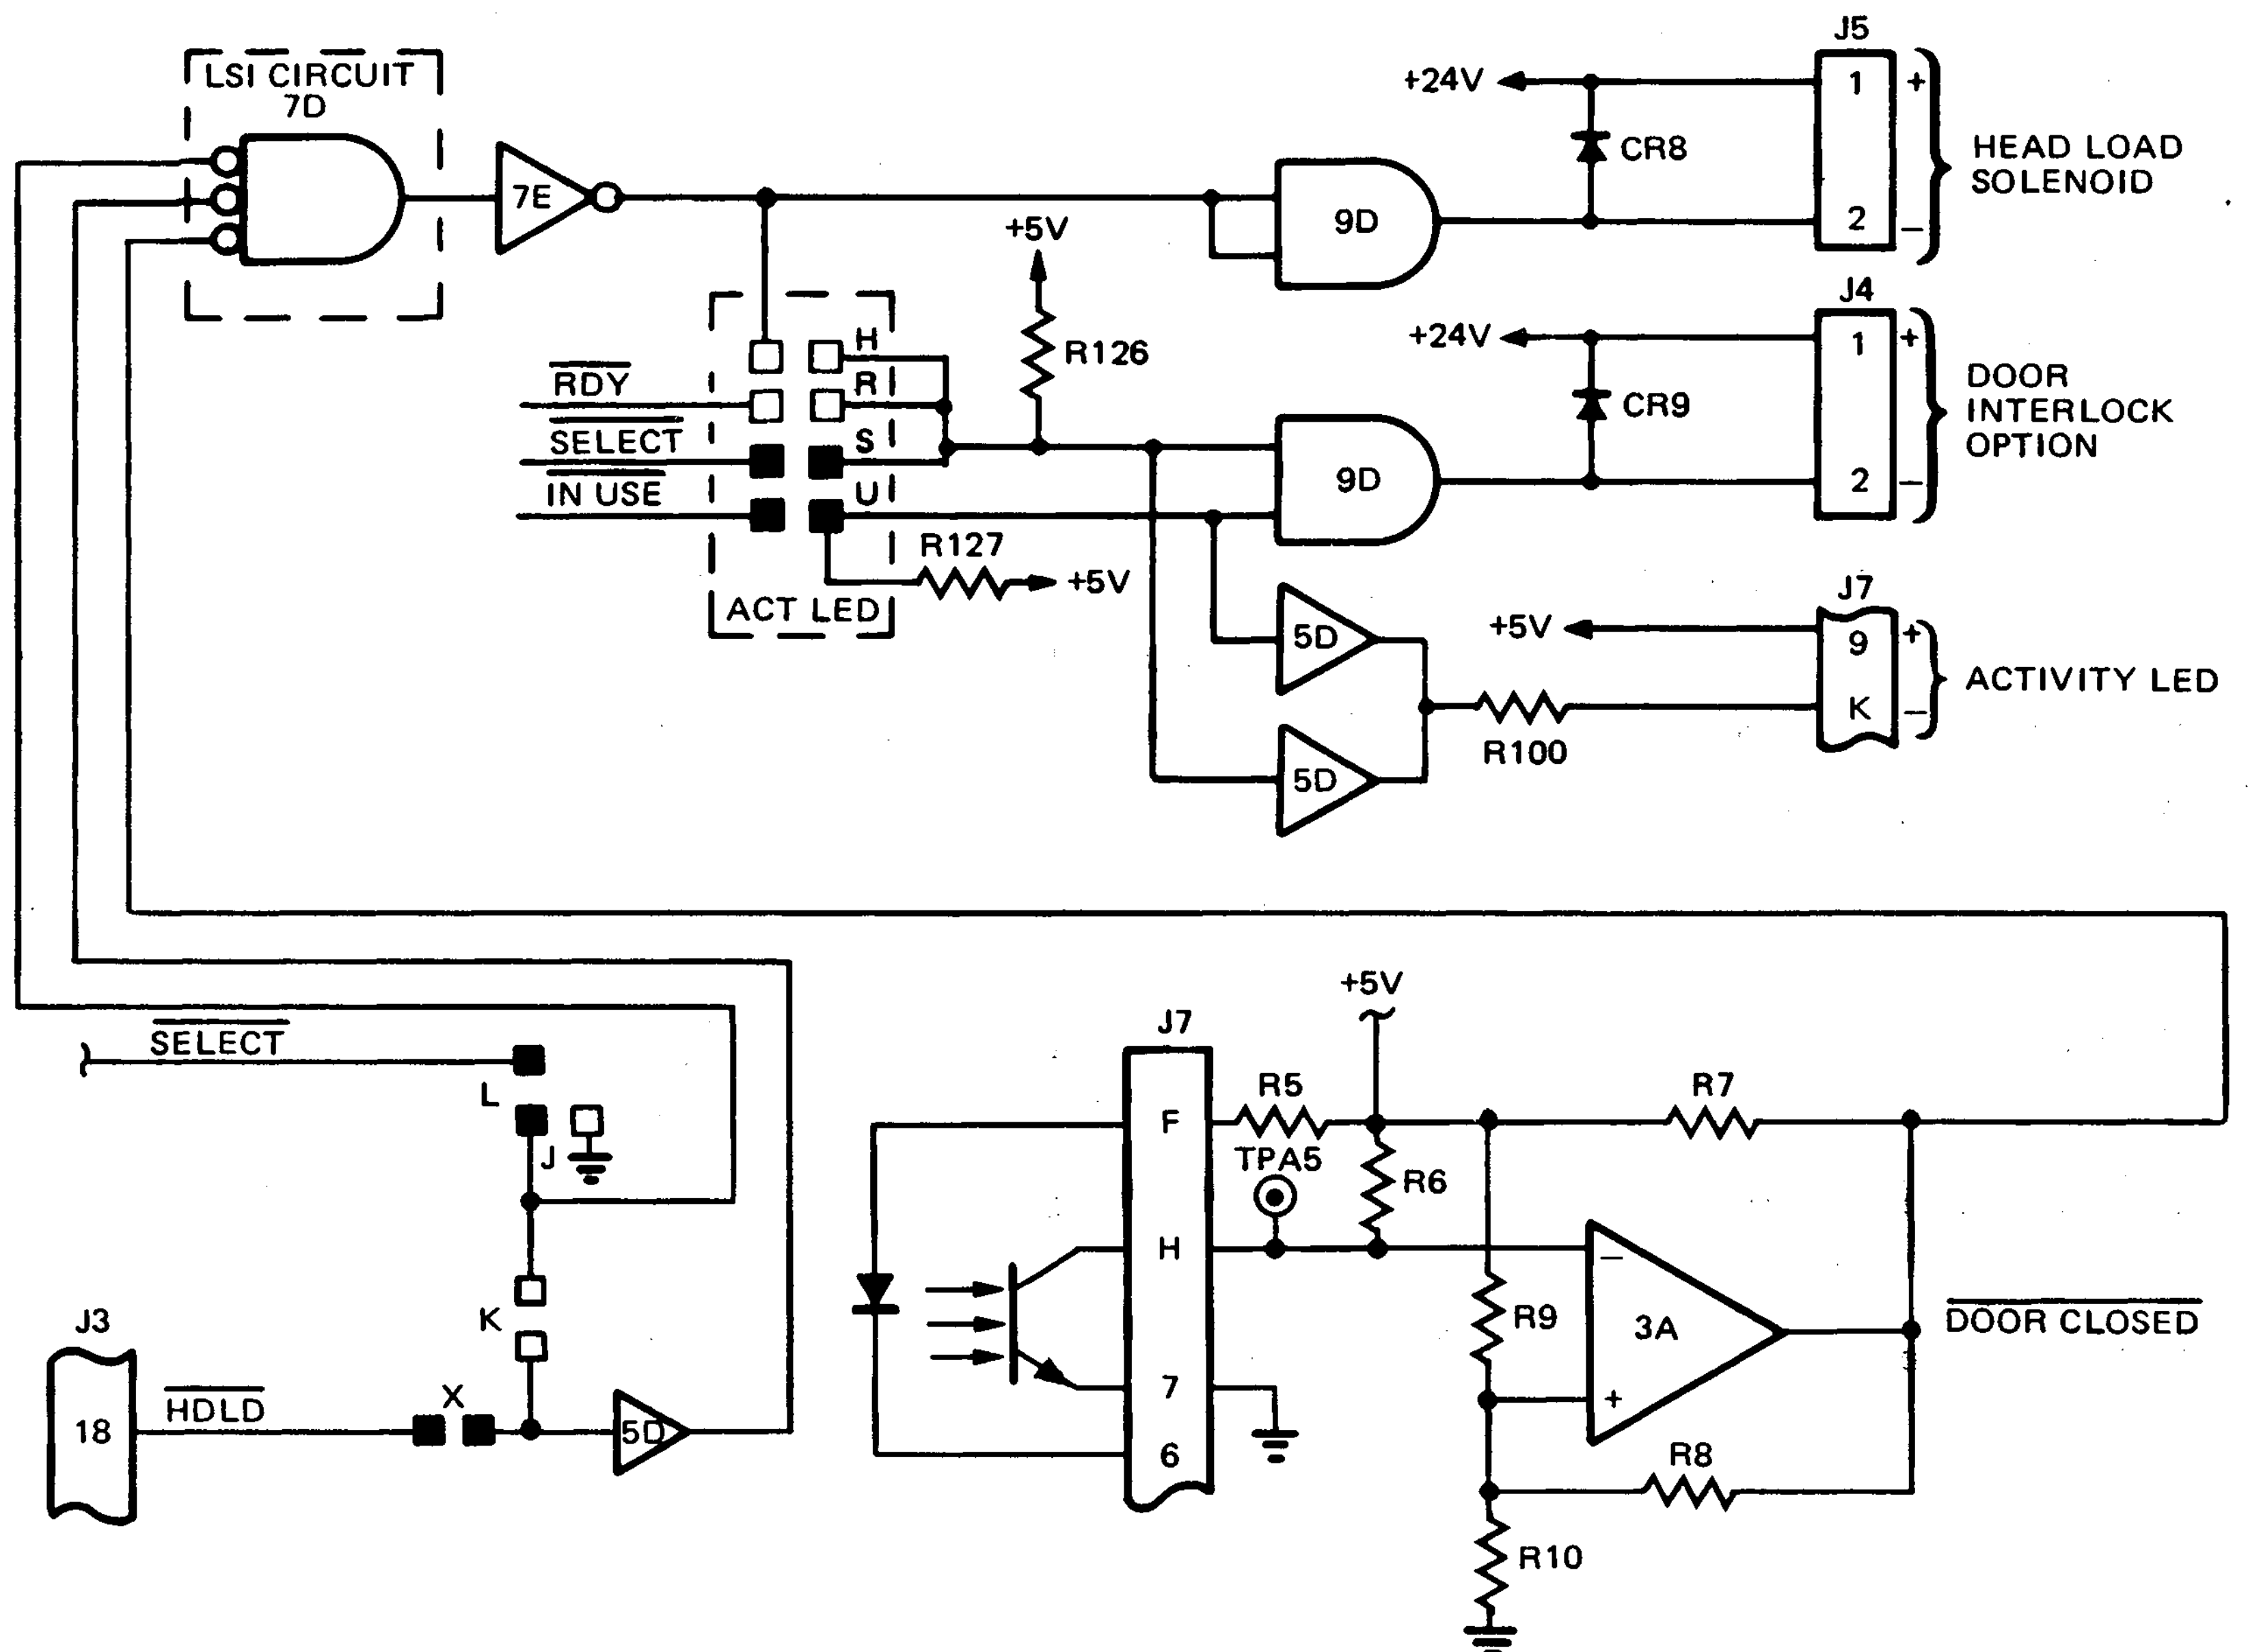 LSI CIRCUIT
7D
7E
+5V
R126
9D
+24V
CR8
J5
1 +
2 –
HEAD LOAD
SOLENOID
H
RDY
R
SELECT
S
IN USE
U
R127
+5V
ACT LED
9D
+24V
CR9
J4
1 +
2 –
DOOR
INTERLOCK
OPTION
5D
5D
R100
+5V
J7
9 +
K –
ACTIVITY LED
SELECT
L
J
K
J3
18
HDLD
X
5D
J7
F
H
7
6
R5
TPA5
+5V
R6
R7
R9
–
3A
+
R8
R10
DOOR CLOSED